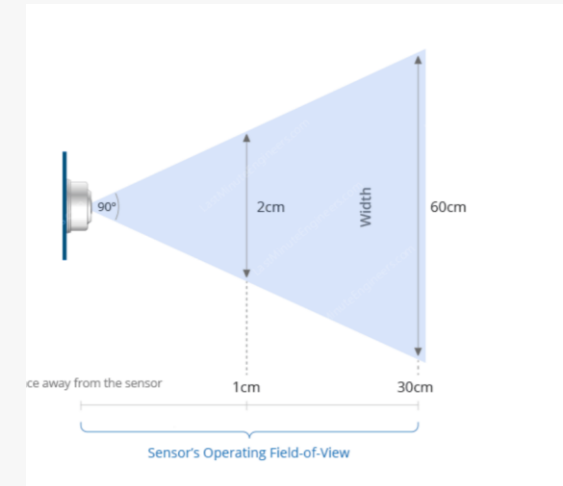 90°
2cm
Width
60cm
ce away from the sensor
1cm
30cm
Sensor's Operating Field-of-View